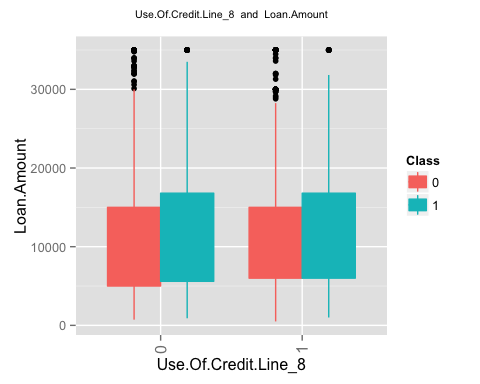 Use.Of.Credit.Line_8 and Loan.Amount
Loan.Amount
30000
20000
10000
0
0
1
Use.Of.Credit.Line_8
Class
0
1